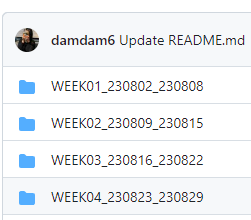 damdam6 Update README.md
WEEK01_230802_230808
WEEK02_230809_230815
WEEK03_230816_230822
WEEK04_230823_230829